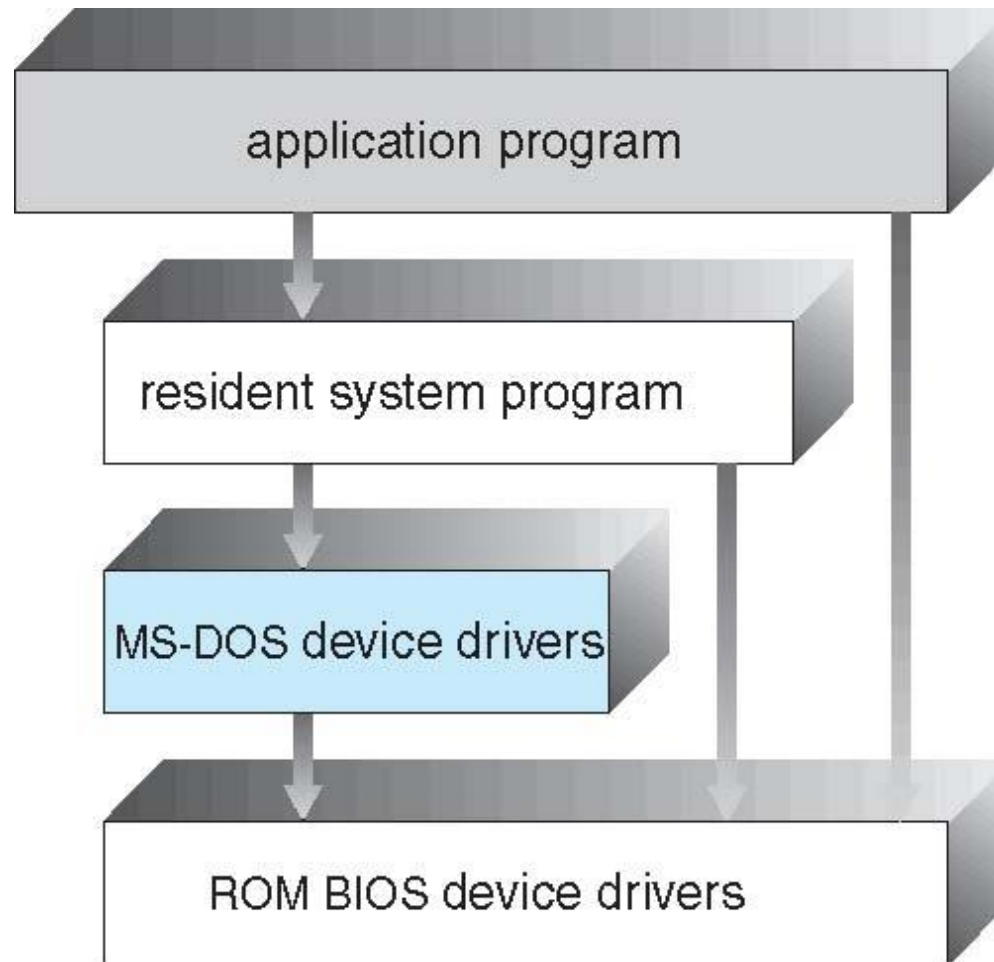 application program
resident system program
MS-DOS device drivers
ROM BIOS device drivers